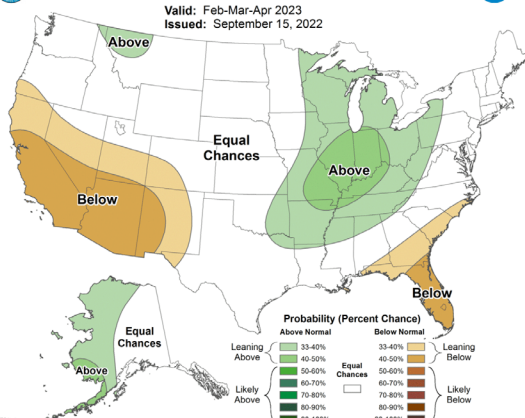 Valid: Feb-Mar-Apr 2023
Issued: September 15, 2022
Above
Equal
Chances
Above
Below
Below
Equal
Chances
Above
Probability (Percent Chance)
Above Normal
Below Normal
Leaning
Above
33-40%
40-50%
33-40%
40-50%
Leaning
Below
Equal
Chances
Likely
Above
50-60%
60-70%
70-80%
80-90%
50-60%
60-70%
70-80%
80-90%
Likely
Below